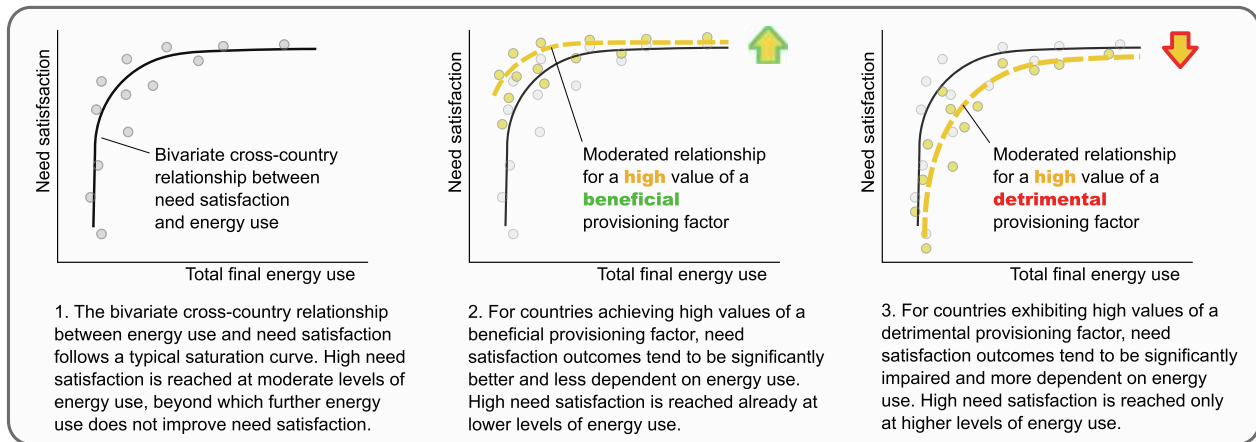 Need satisfsaction
Bivariate cross-country
relationship between
need satisfaction
and energy use
Total final energy use
1. The bivariate cross-country relationship
between energy use and need satisfaction
follows a typical saturation curve. High need
satisfaction is reached at moderate levels of
energy use, beyond which further energy
use does not improve need satisfaction.
Need satisfaction
Moderated relationship
for a high value of a
beneficial
provisioning factor
Total final energy use
2. For countries achieving high values of a
beneficial provisioning factor, need
satisfaction outcomes tend to be significantly
better and less dependent on energy use.
High need satisfaction is reached already at
lower levels of energy use.
Need satisfaction
Moderated relationship
for a high value of a
detrimental
provisioning factor
Total final energy use
3. For countries exhibiting high values of a
detrimental provisioning factor, need
satisfaction outcomes tend to be significantly
impaired and more dependent on energy
use. High need satisfaction is reached only
at higher levels of energy use.